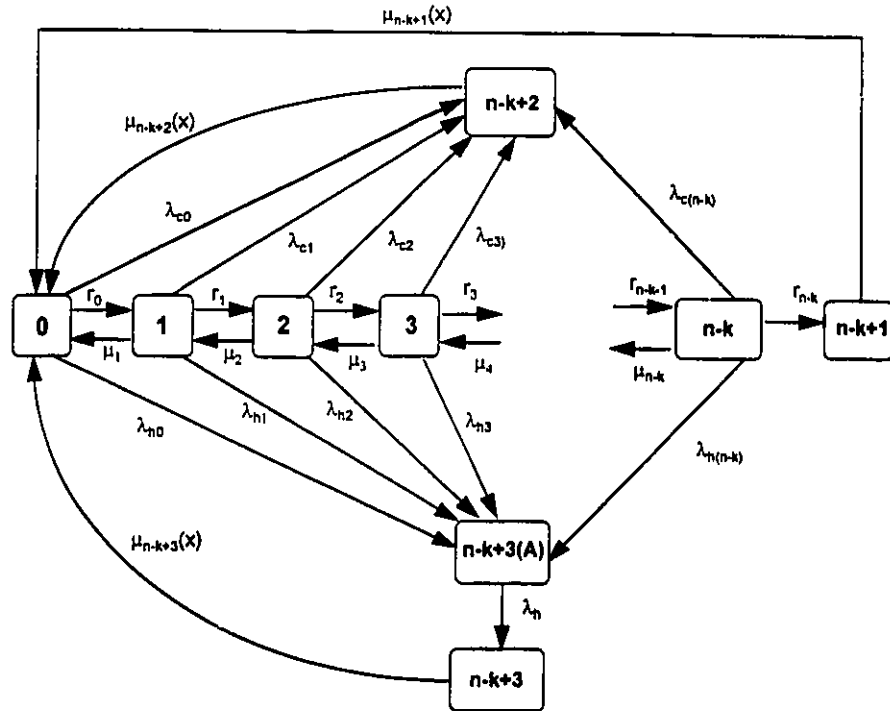 μn-k+1(x)
n-k+2
μn-k+2(x)
λc0
λc1
λc2
λc3)
λc(n-k)
r0
r1
r2
r3
rn-k-1
rn-k
0
1
2
3
n-k
n-k+1
μ1
μ2
μ3
μ4
μn-k
λh0
λh1
λh2
λh3
λh(n-k)
μn-k+3(x)
n-k+3(A)
λh
n-k+3